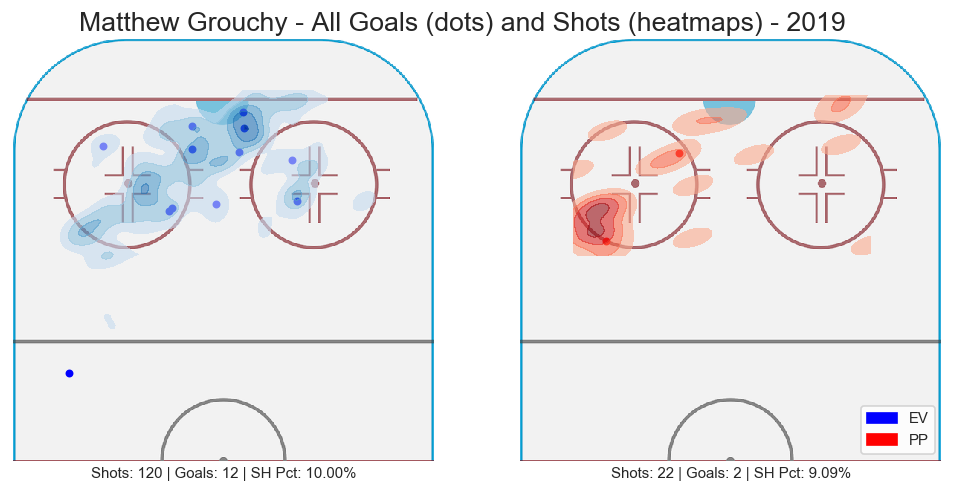 Matthew Grouchy - All Goals (dots) and Shots (heatmaps) - 2019
EV
PP
Shots: 120 | Goals: 12 | SH Pct: 10.00%
Shots: 22 | Goals: 2 | SH Pct: 9.09%